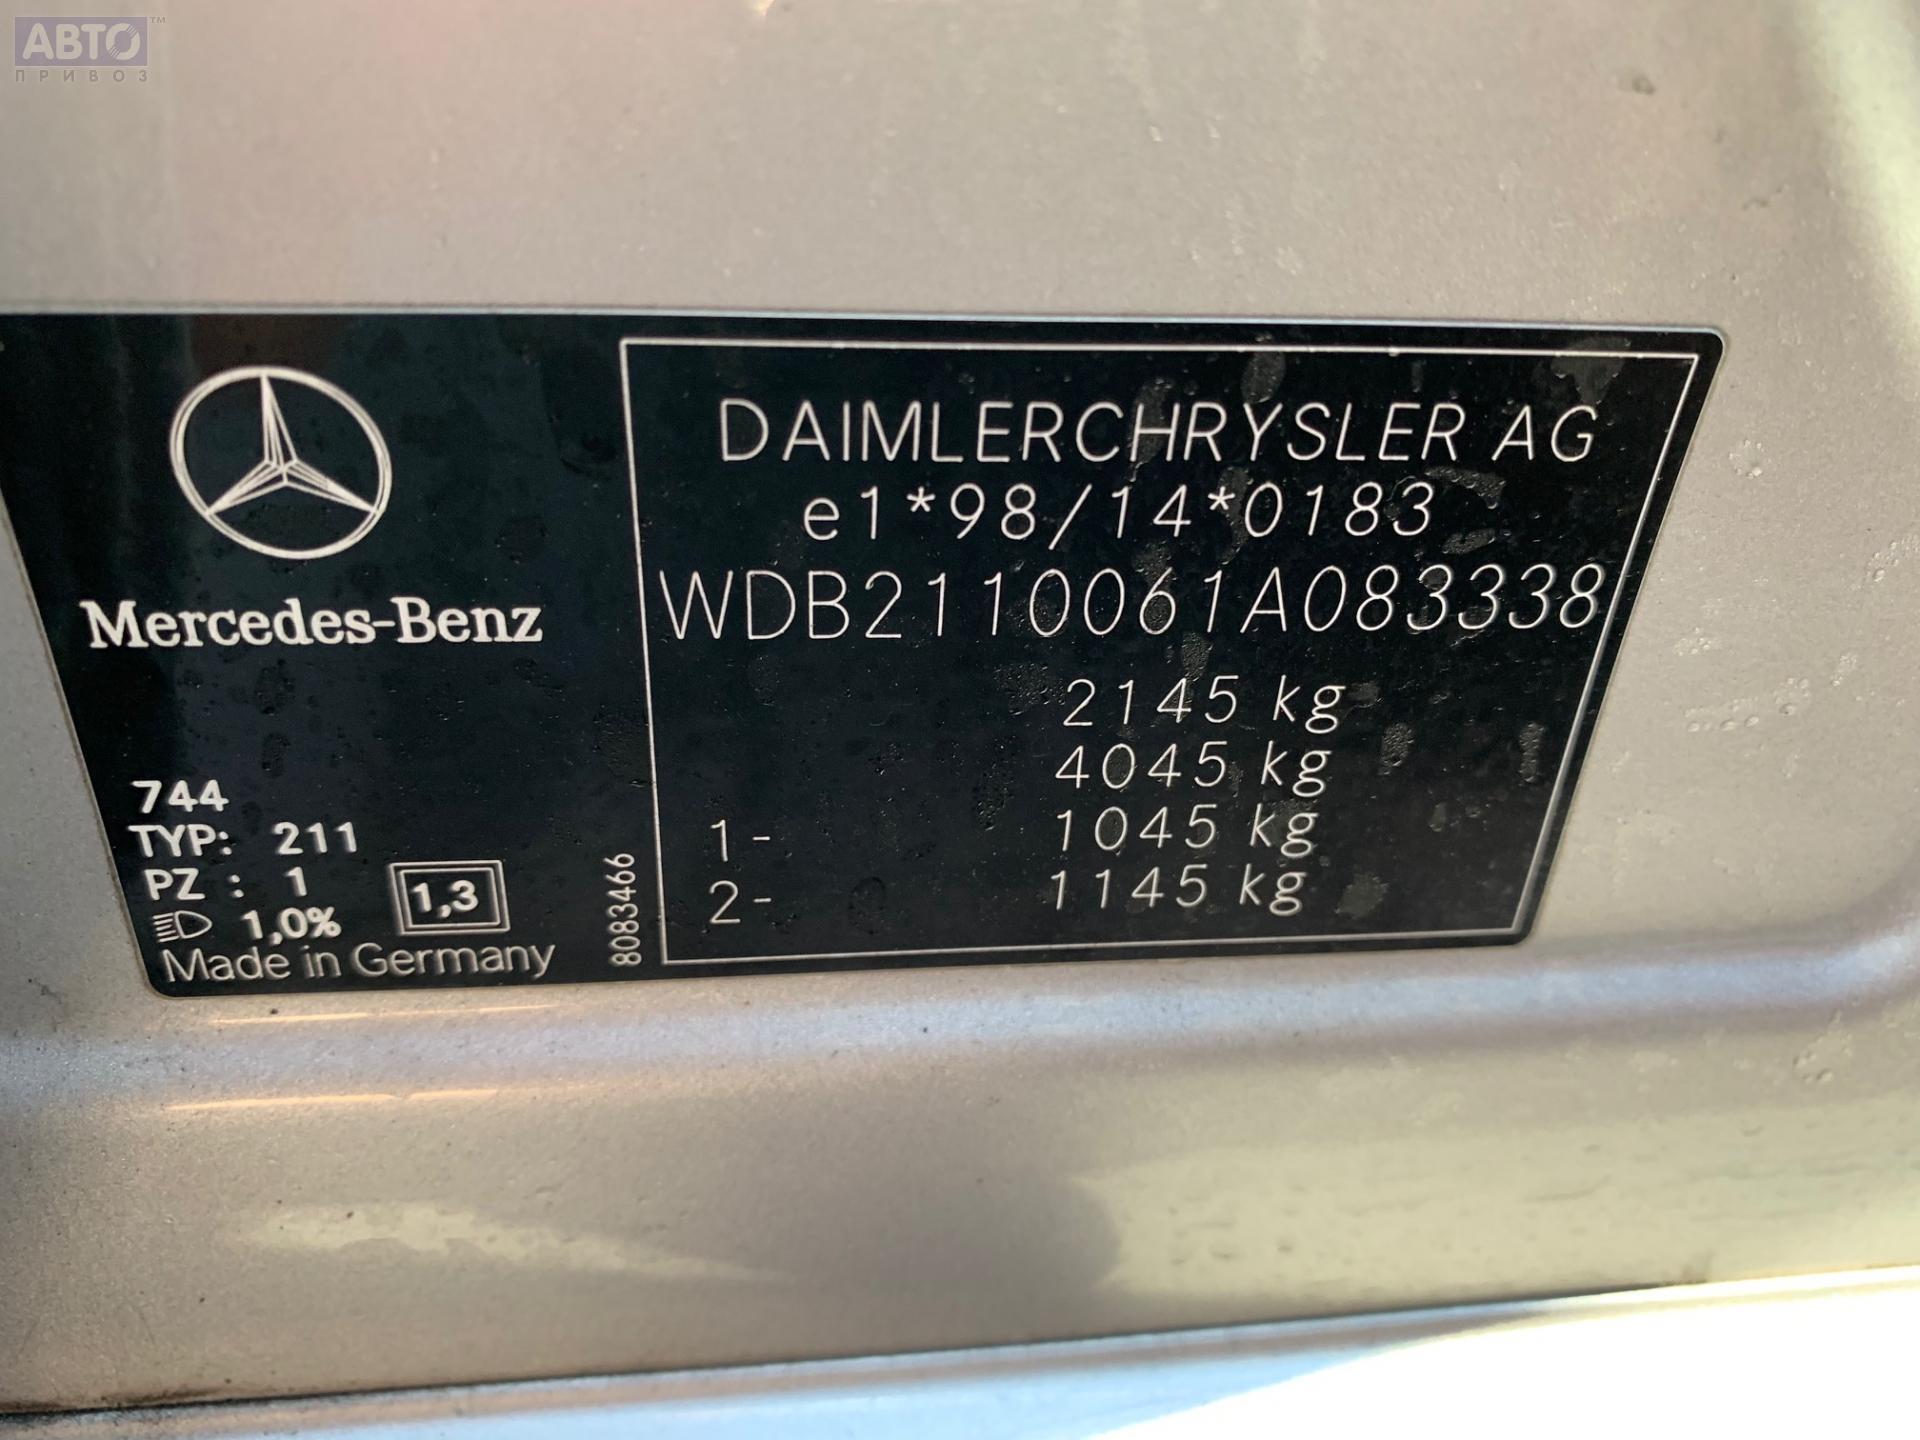 АВТО™
ПРИВОЗ
Mercedes-Benz
744
TYP: 211
PZ : 1
1,0%
1,3
Made in Germany
8083466
DAIMLERCHRYSLER AG
e1*98/14*0183
WDB2110061A083338
2145 kg
4045 kg
1- 1045 kg
2- 1145 kg